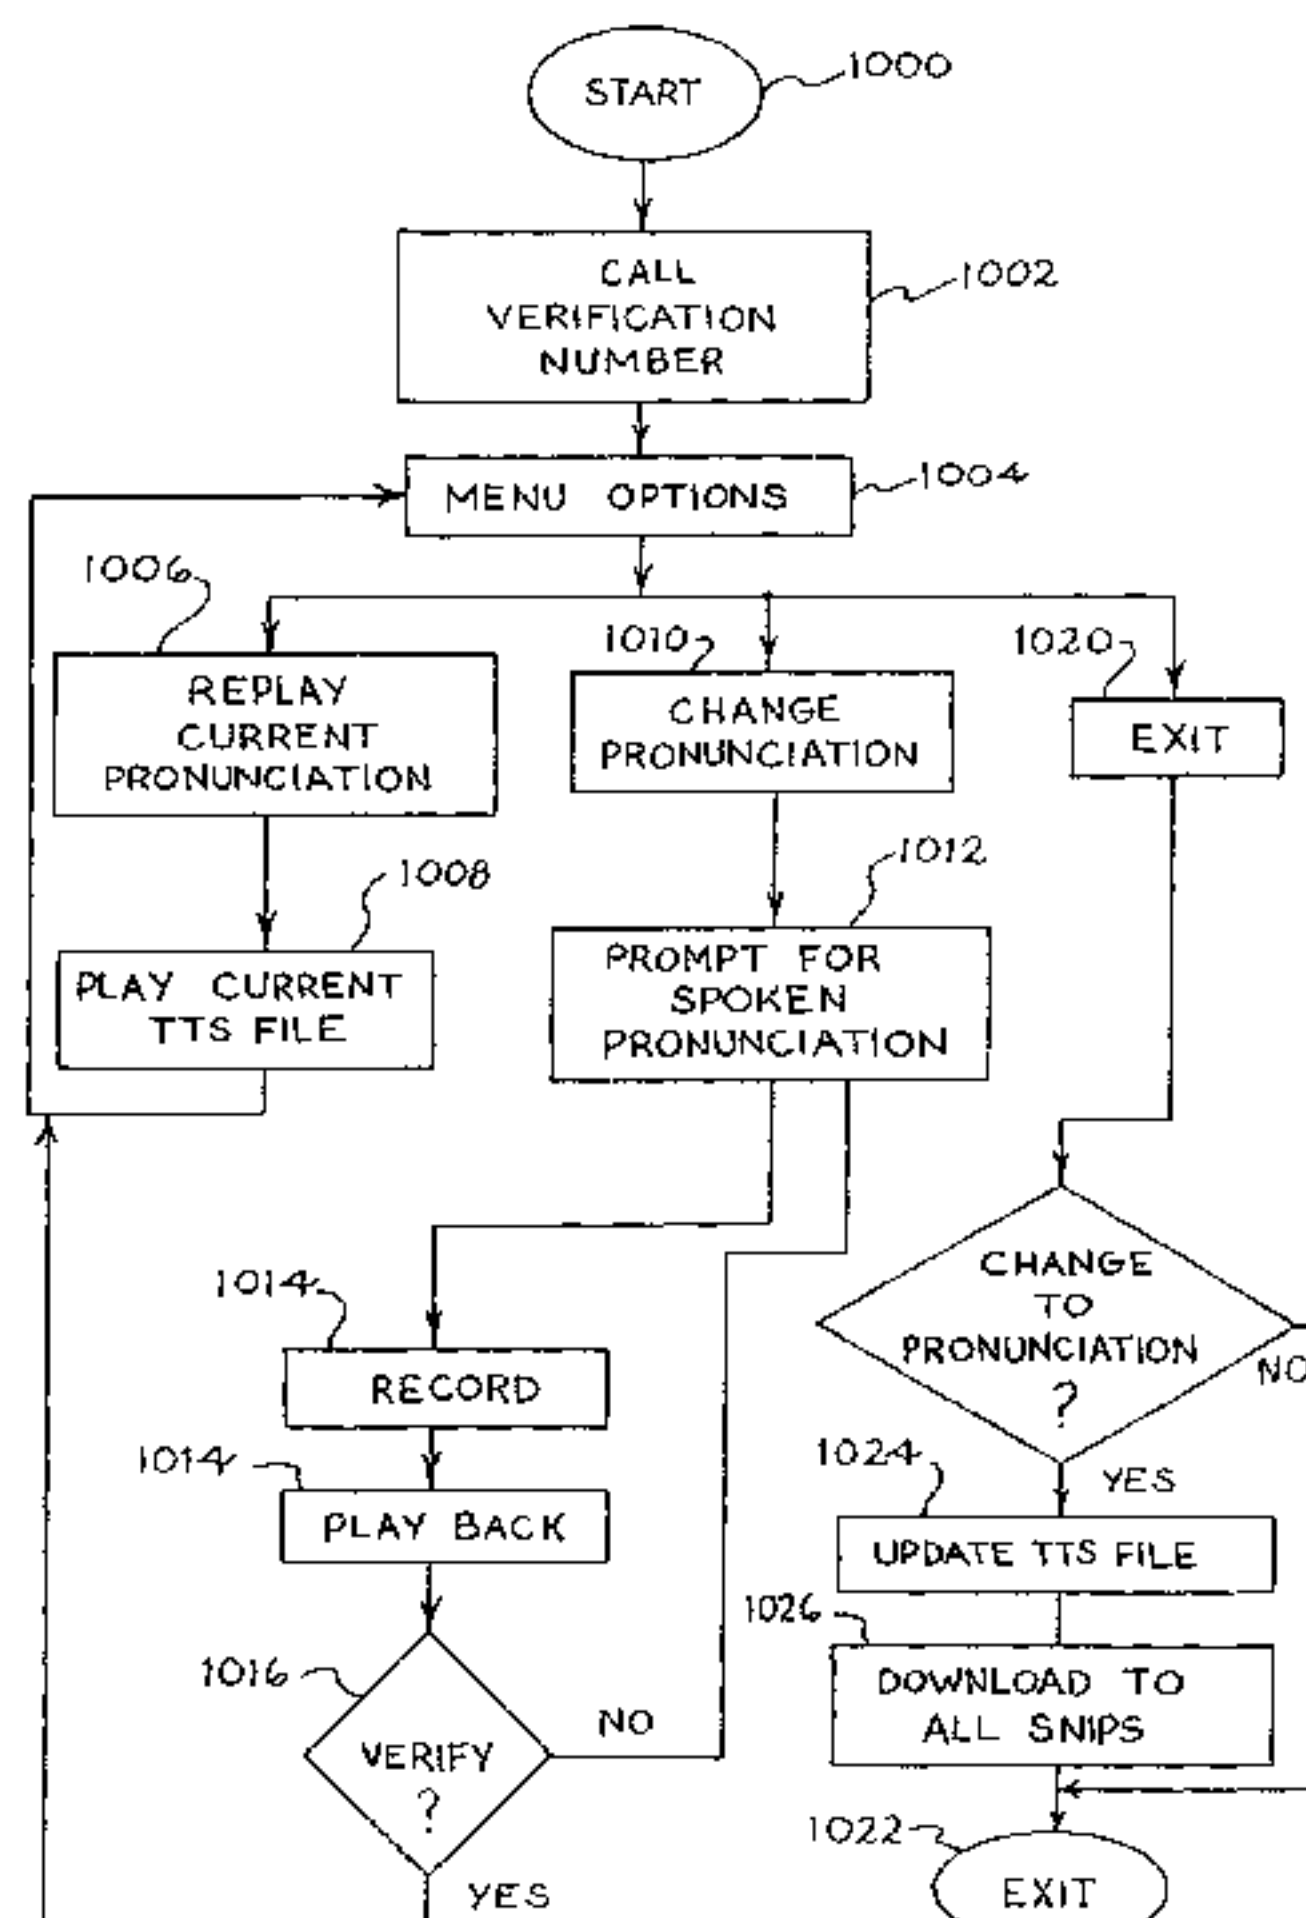 START
1000
CALL
VERIFICATION
NUMBER
1002
MENU OPTIONS
1004
1006
REPLAY
CURRENT
PRONUNCIATION
1010
CHANGE
PRONUNCIATION
1020
EXIT
1008
PLAY CURRENT
TTS FILE
1012
PROMPT FOR
SPOKEN
PRONUNCIATION
CHANGE
TO
PRONUNCIATION
?
NO
YES
1014
RECORD
1014
PLAY BACK
1024
UPDATE TTS FILE
1026
DOWNLOAD TO
ALL SNIPS
1016
VERIFY
?
NO
YES
1022
EXIT